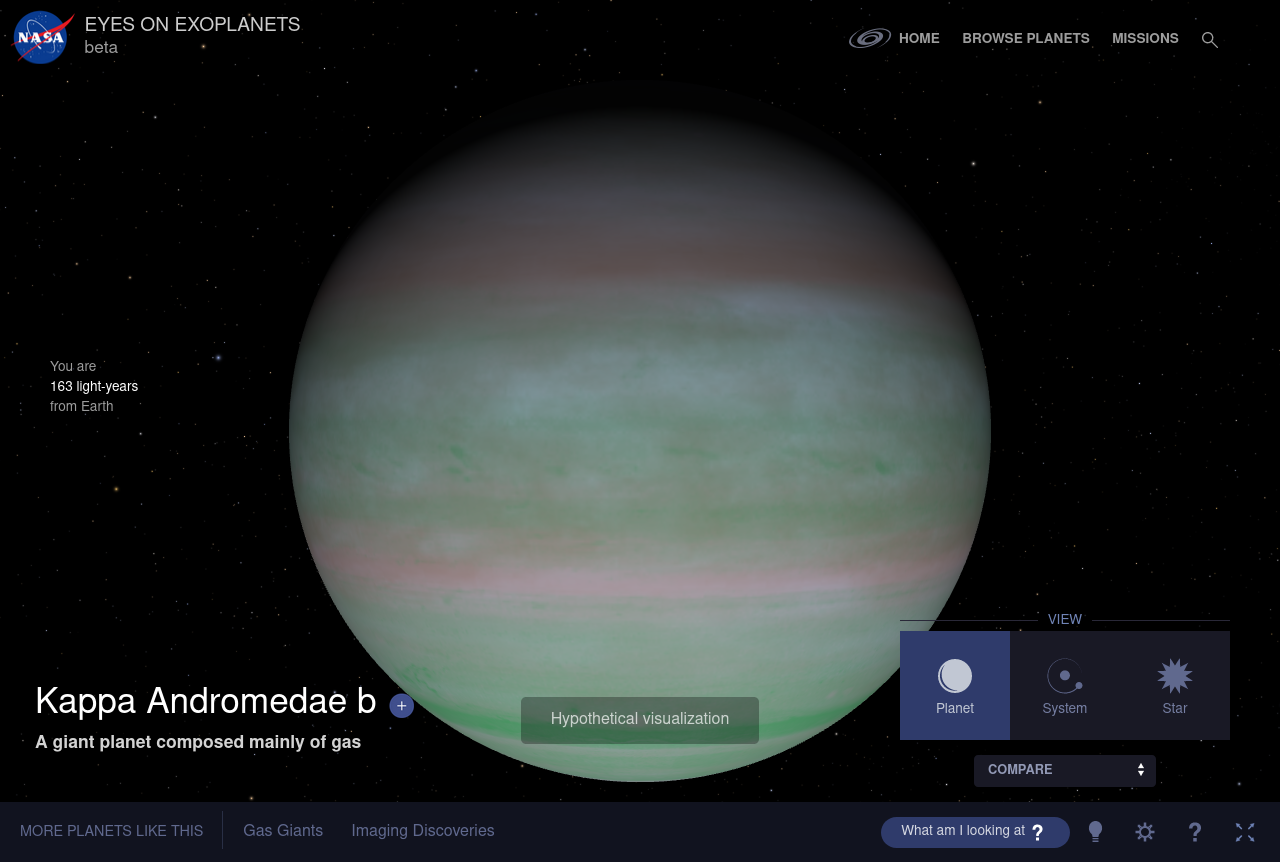 NASA
EYES ON EXOPLANETS
beta
HOME
BROWSE PLANETS
MISSIONS
You are
163 light-years
from Earth
VIEW
Planet
System
Star
Kappa Andromedae b +
A giant planet composed mainly of gas
Hypothetical visualization
COMPARE
MORE PLANETS LIKE THIS
Gas Giants
Imaging Discoveries
What am I looking at ?
?